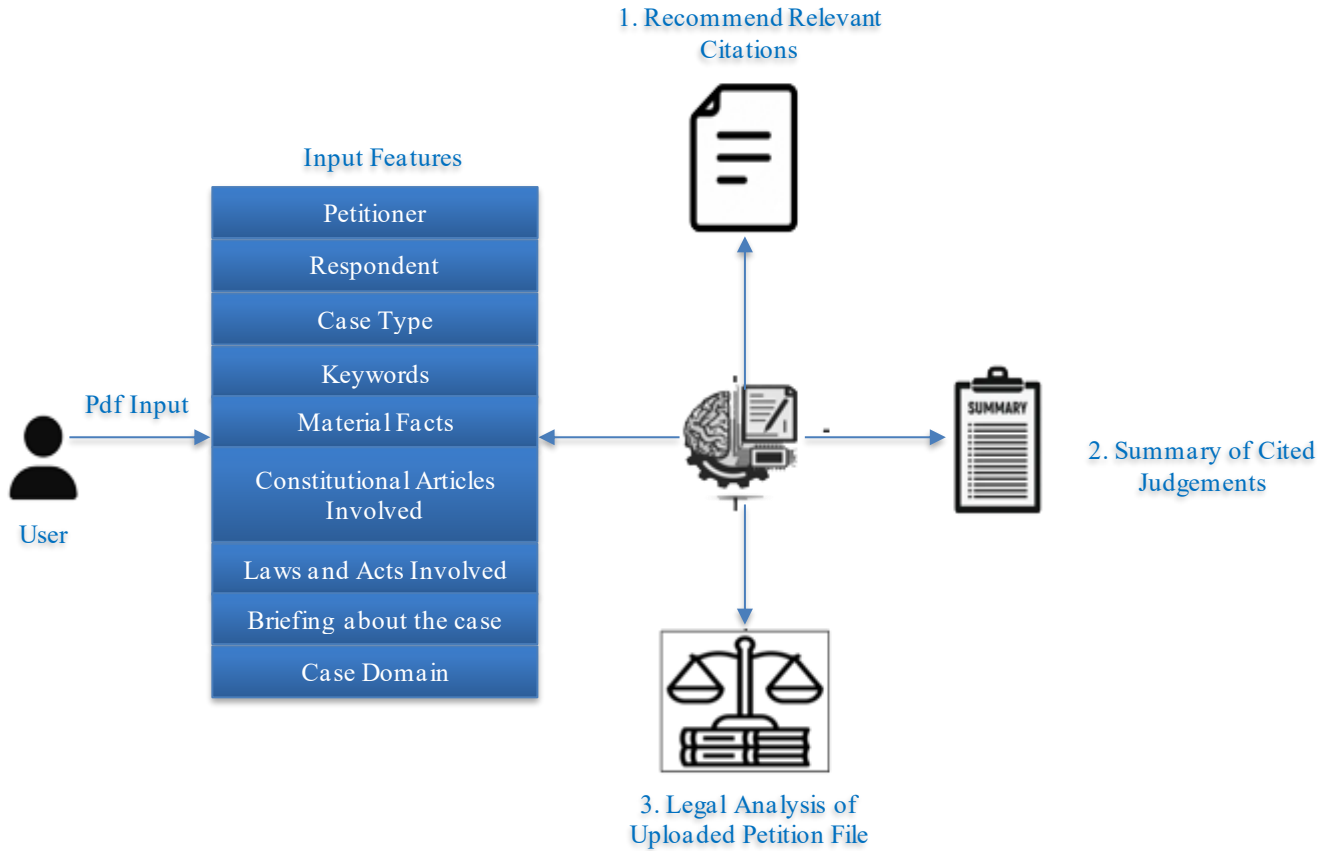 1. Recommend Relevant
Citations
Input Features
Petitioner
Respondent
Case Type
Keywords
Material Facts
Constitutional Articles
Involved
Laws and Acts Involved
Briefing about the case
Case Domain
Pdf Input
User
SUMMARY
2. Summary of Cited
Judgements
3. Legal Analysis of
Uploaded Petition File